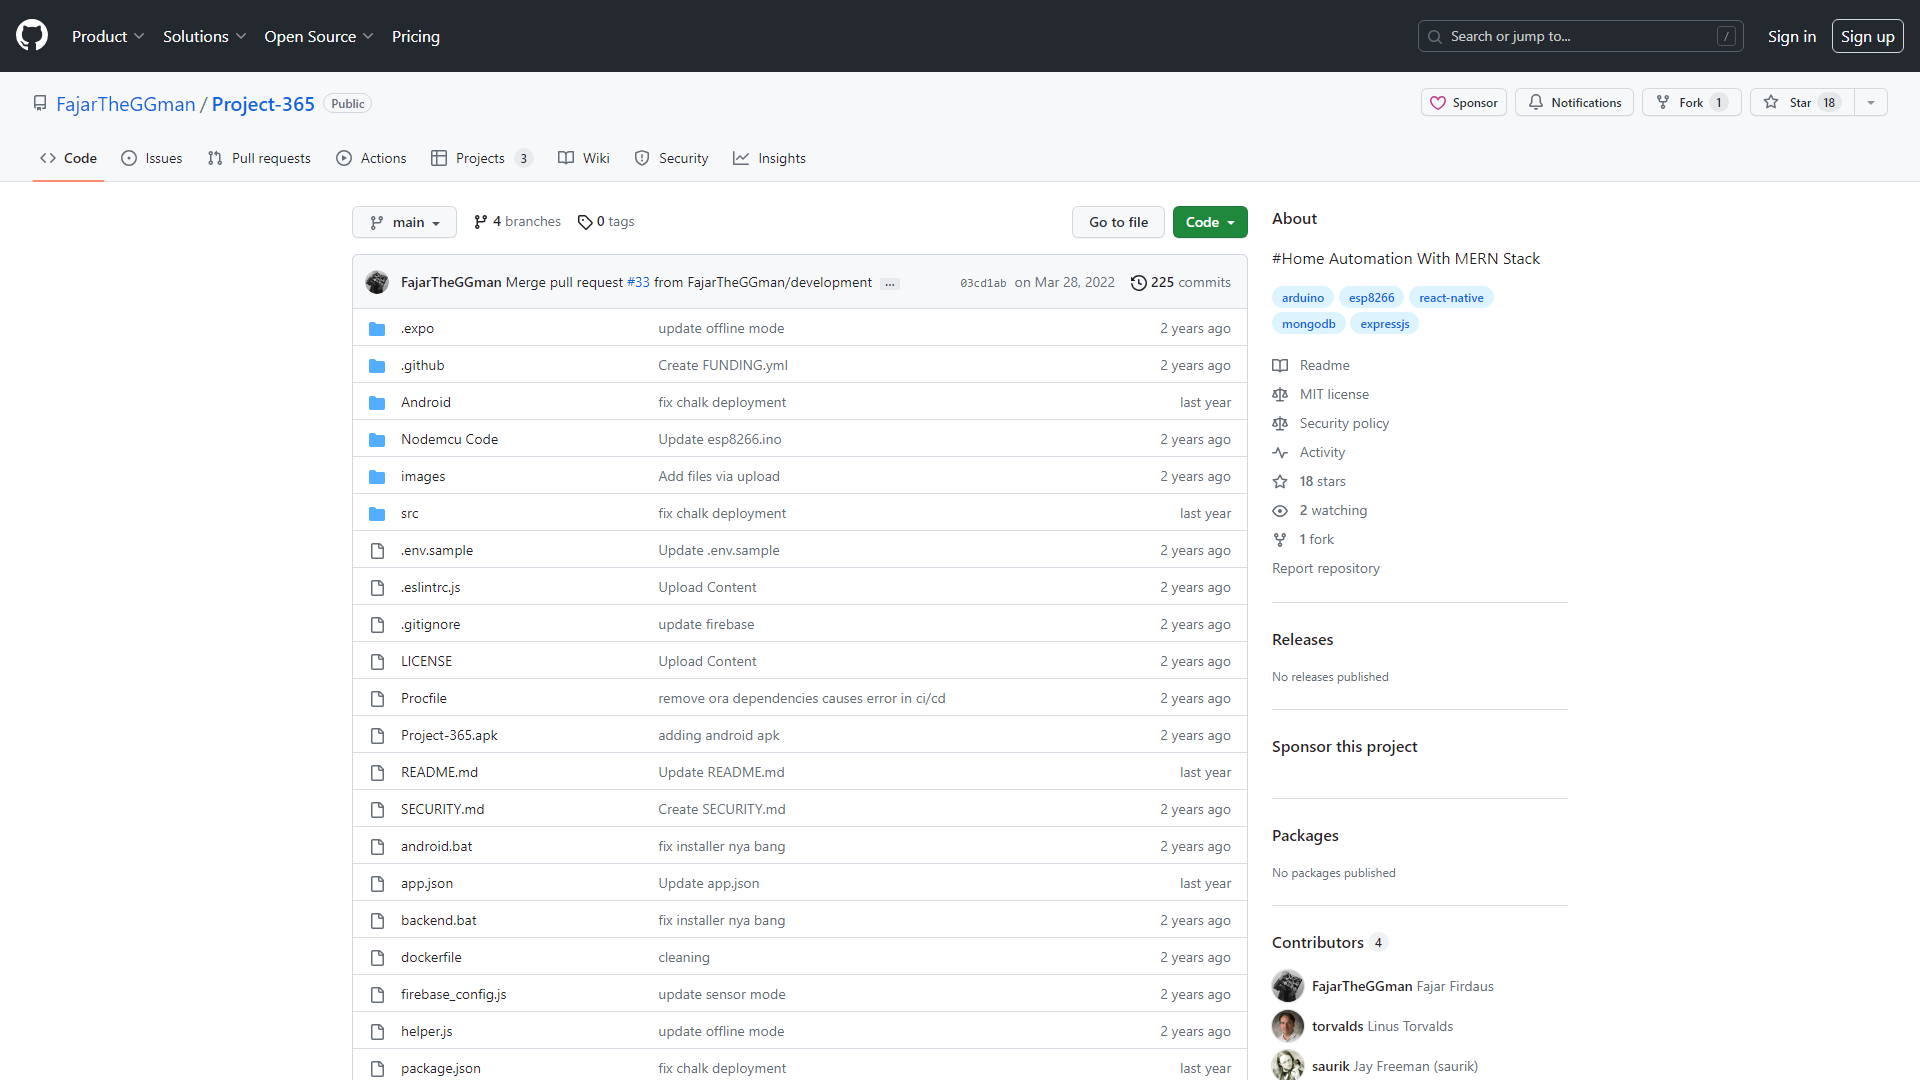 Product Solutions Open Source Pricing Search or jump to... / Sign in Sign up
FajarTheGGman / Project-365 Public Sponsor Notifications Fork 1 Star 18
Code Issues Pull requests Actions Projects 3 Wiki Security Insights
main 4 branches 0 tags Go to file Code
FajarTheGGman Merge pull request #33 from FajarTheGGman/development ... 03cd1ab on Mar 28, 2022 225 commits
.expo update offline mode 2 years ago
.github Create FUNDING.yml 2 years ago
Android fix chalk deployment last year
Nodemcu Code Update esp8266.ino 2 years ago
images Add files via upload 2 years ago
src fix chalk deployment last year
.env.sample Update .env.sample 2 years ago
.eslintrc.js Upload Content 2 years ago
.gitignore update firebase 2 years ago
LICENSE Upload Content 2 years ago
Procfile remove ora dependencies causes error in ci/cd 2 years ago
Project-365.apk adding android apk 2 years ago
README.md Update README.md last year
SECURITY.md Create SECURITY.md 2 years ago
android.bat fix installer nya bang 2 years ago
app.json Update app.json last year
backend.bat fix installer nya bang 2 years ago
dockerfile cleaning 2 years ago
firebase_config.js update sensor mode 2 years ago
helper.js update offline mode 2 years ago
package.json fix chalk deployment last year
About
#Home Automation With MERN Stack
arduino esp8266 react-native
mongodb expressjs
Readme
MIT license
Security policy
Activity
18 stars
2 watching
1 fork
Report repository
Releases
No releases published
Sponsor this project
Packages
No packages published
Contributors 4
FajarTheGGman Fajar Firdaus
torvalds Linus Torvalds
saurik Jay Freeman (saurik)